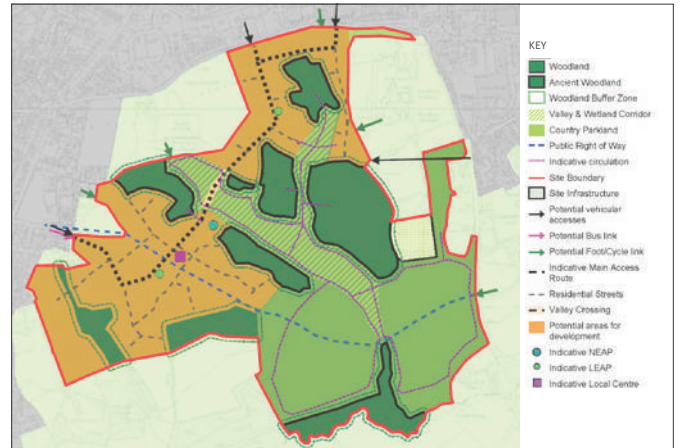 KEY
Woodland
Ancient Woodland
Woodland Buffer Zone
Valley & Wetland Corridor
Country Parkland
Public Right of Way
Indicative circulation
Site Boundary
Site Infrastructure
Potential vehicular
accesses
Potential Bus link
Potential Foot/Cycle link
Indicative Main Access
Route
Residential Streets
Valley Crossing
Potential areas for
development
Indicative NEAP
Indicative LEAP
Indicative Local Centre